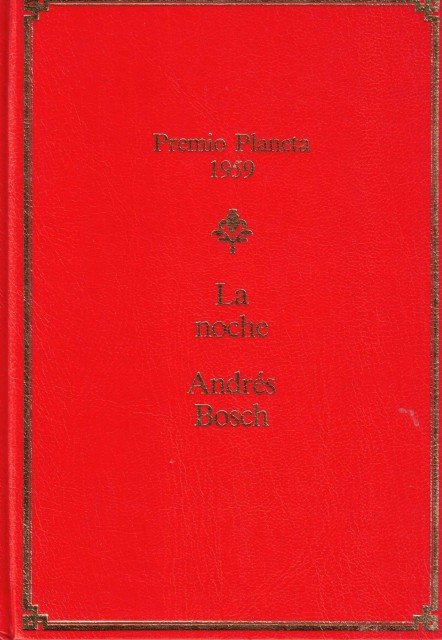 Premio Planeta
1959
La
noche
Andrés
Bosch